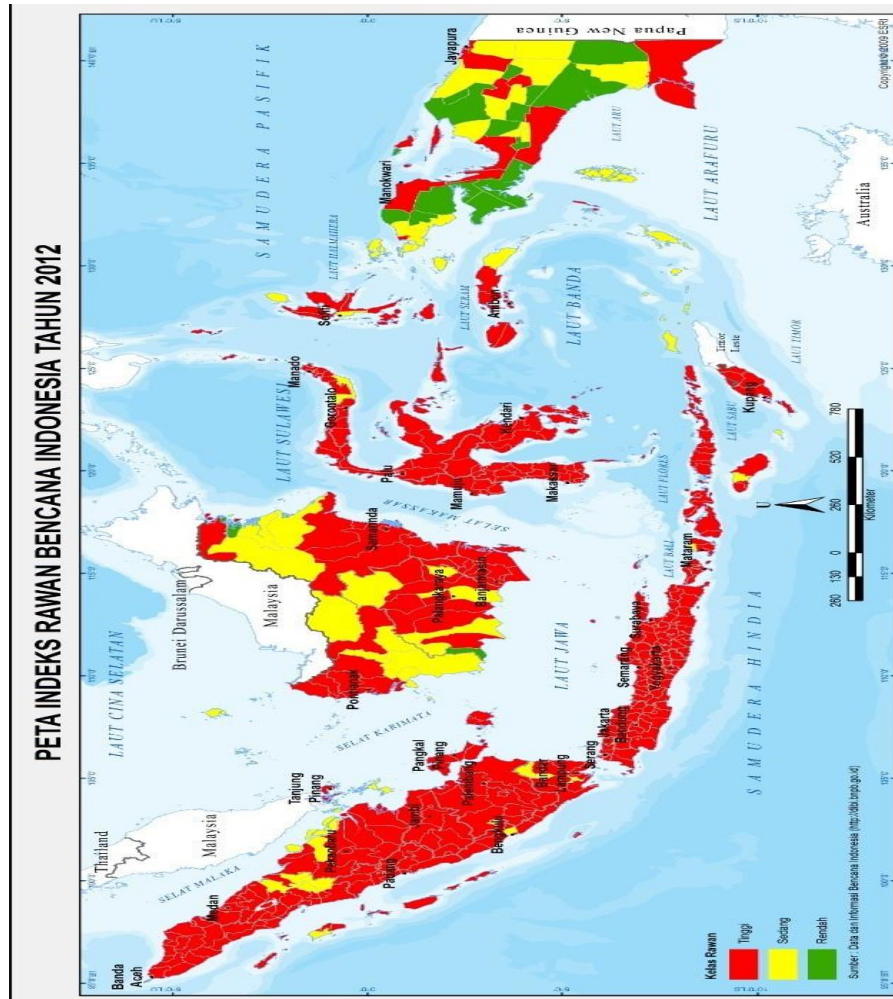 PETA INDEKS RAWAN BENCANA INDONESIA TAHUN 2012
Thailand
Malaysia
Brunei Darussalam
Malaysia
LAUT CINA SELATAN
SAMUDERA PASIFIK
SELAT MALAKA
Banda
Aceh
Medan
Pekanbaru
Tanjung
Pinang
Padang
Jambi
Pangkal
Pinang
Palembang
Bengkulu
Bandar
Lampung
SELAT KARIMATA
Pontianak
Palangkaraya
Banjarmasin
Samarinda
SELAT MAKASSAR
LAUT SULAWESI
Manado
Gorontalo
Palu
Mamuju
Makassar
Kendari
Sofifi
LAUT HALMAHERA
LAUT SERAM
Ambon
LAUT BANDA
Manokwari
Jayapura
Papua New Guinea
LAUT ARU
LAUT ARAFURU
LAUT JAWA
Serang
Jakarta
Bandung
Semarang
Yogyakarta
Surabaya
LAUT BALI
Mataram
LAUT FLORES
LAUT SABU
Kupang
Timor
Leste
LAUT TIMOR
Australia
SAMUDERA HINDIA
U
260 130 0 260 520 780
Kilometer
Kelas Rawan
Tinggi
Sedang
Rendah
Sumber : Data dan Informasi Bencana Indonesia (http://dibi.bnpb.go.id)
Copyright:© 2009 ESRI